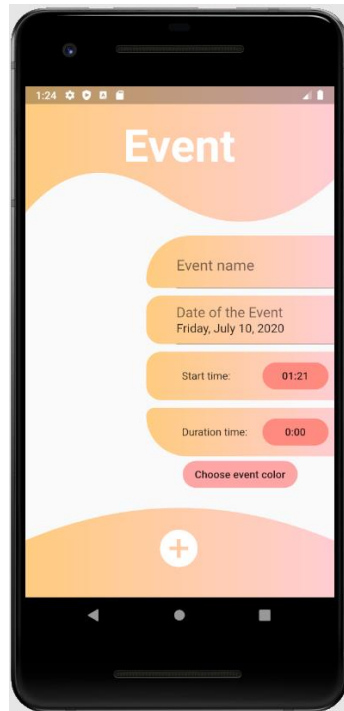 1:24
Event
Event name
Date of the Event
Friday, July 10, 2020
Start time: 01:21
Duration time: 0:00
Choose event color